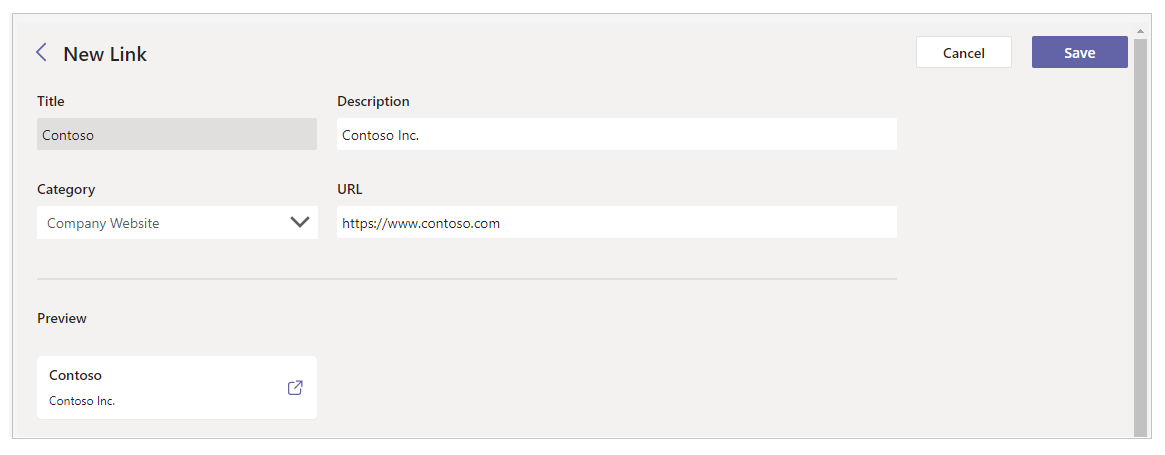 New Link
Cancel
Save
Title
Description
Contoso
Contoso Inc.
Category
URL
Company Website
https://www.contoso.com
Preview
Contoso
Contoso Inc.